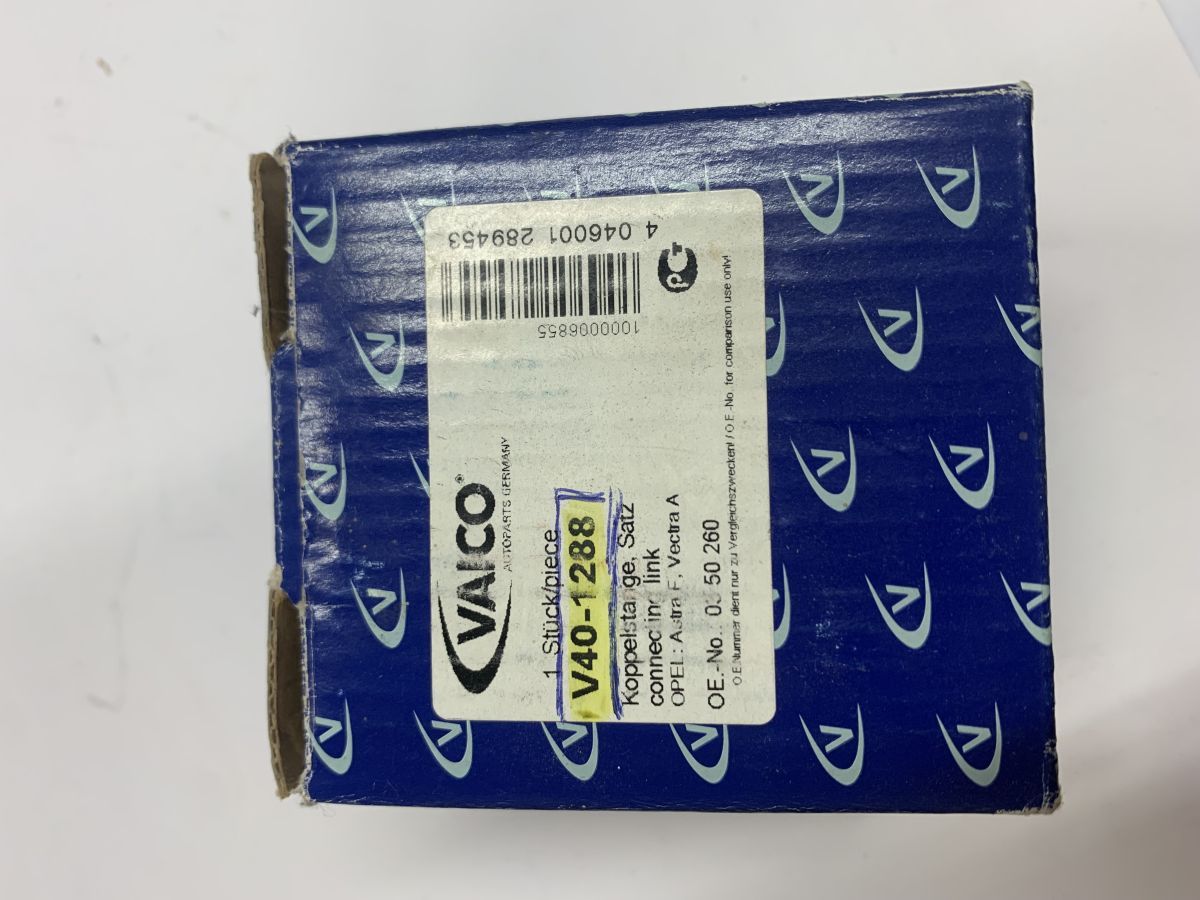 VAICO®
AUTOPARTS GERMANY
1 Stück/piece
V40-1288
Koppelstange, Satz
connecting link
OPEL: Astra F, Vectra A
OE.-No.: 03 50 260
O.E.Nummer dient nur zu Vergleichszwecken! / O.E.-No. for comparison use only!
1000006855
4 046001 289453
PCT